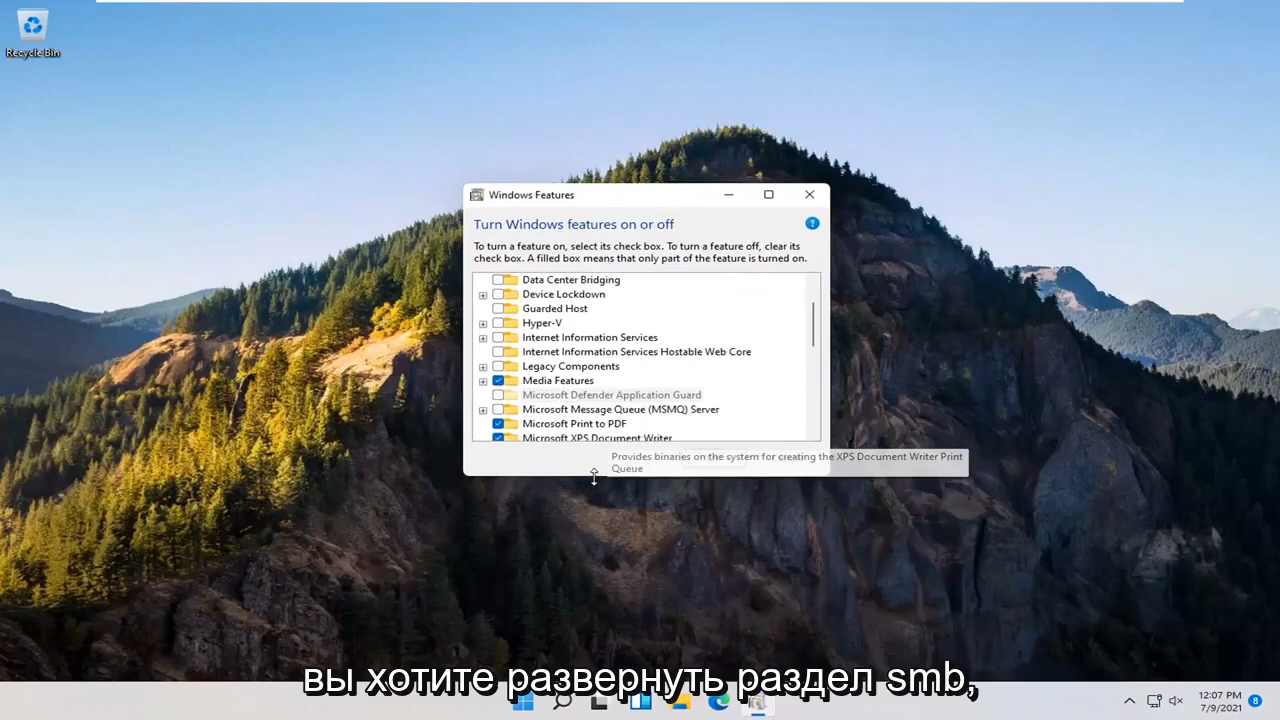 Recycle Bin
Windows Features
Turn Windows features on or off
To turn a feature on, select its check box. To turn a feature off, clear its
check box. A filled box means that only part of the feature is turned on.
Data Center Bridging
Device Lockdown
Guarded Host
Hyper-V
Internet Information Services
Internet Information Services Hostable Web Core
Legacy Components
Media Features
Microsoft Defender Application Guard
Microsoft Message Queue (MSMQ) Server
Microsoft Print to PDF
Microsoft XPS Document Writer
Provides binaries on the system for creating the XPS Document Writer Print
Queue
вы хотите развернуть раздел smb,
12:07 PM
7/9/2021
8